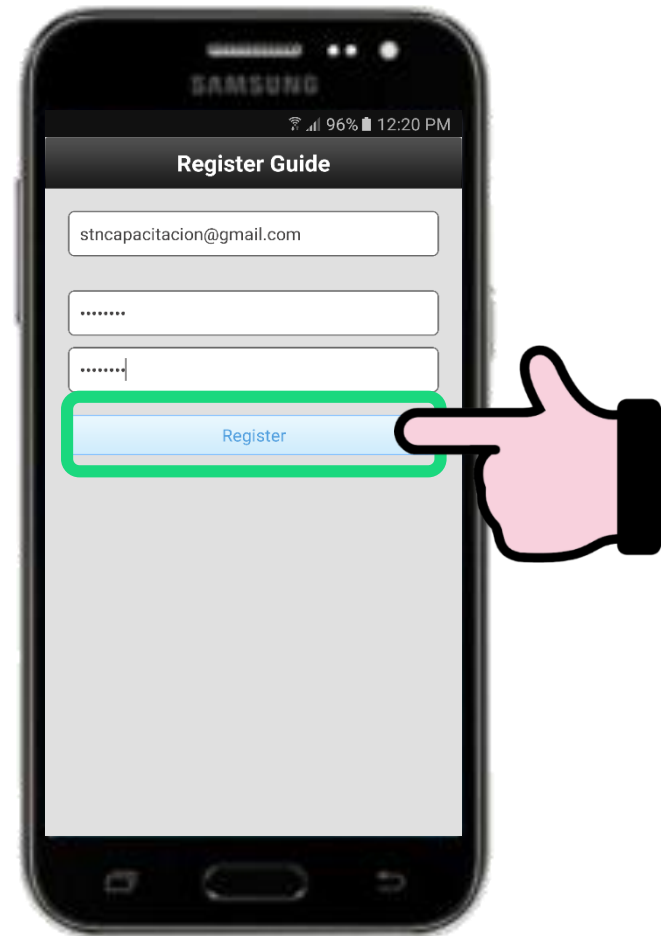 SAMSUNG
96% 12:20 PM
Register Guide
stncapacitacion@gmail.com
••••••••
••••••••
Register